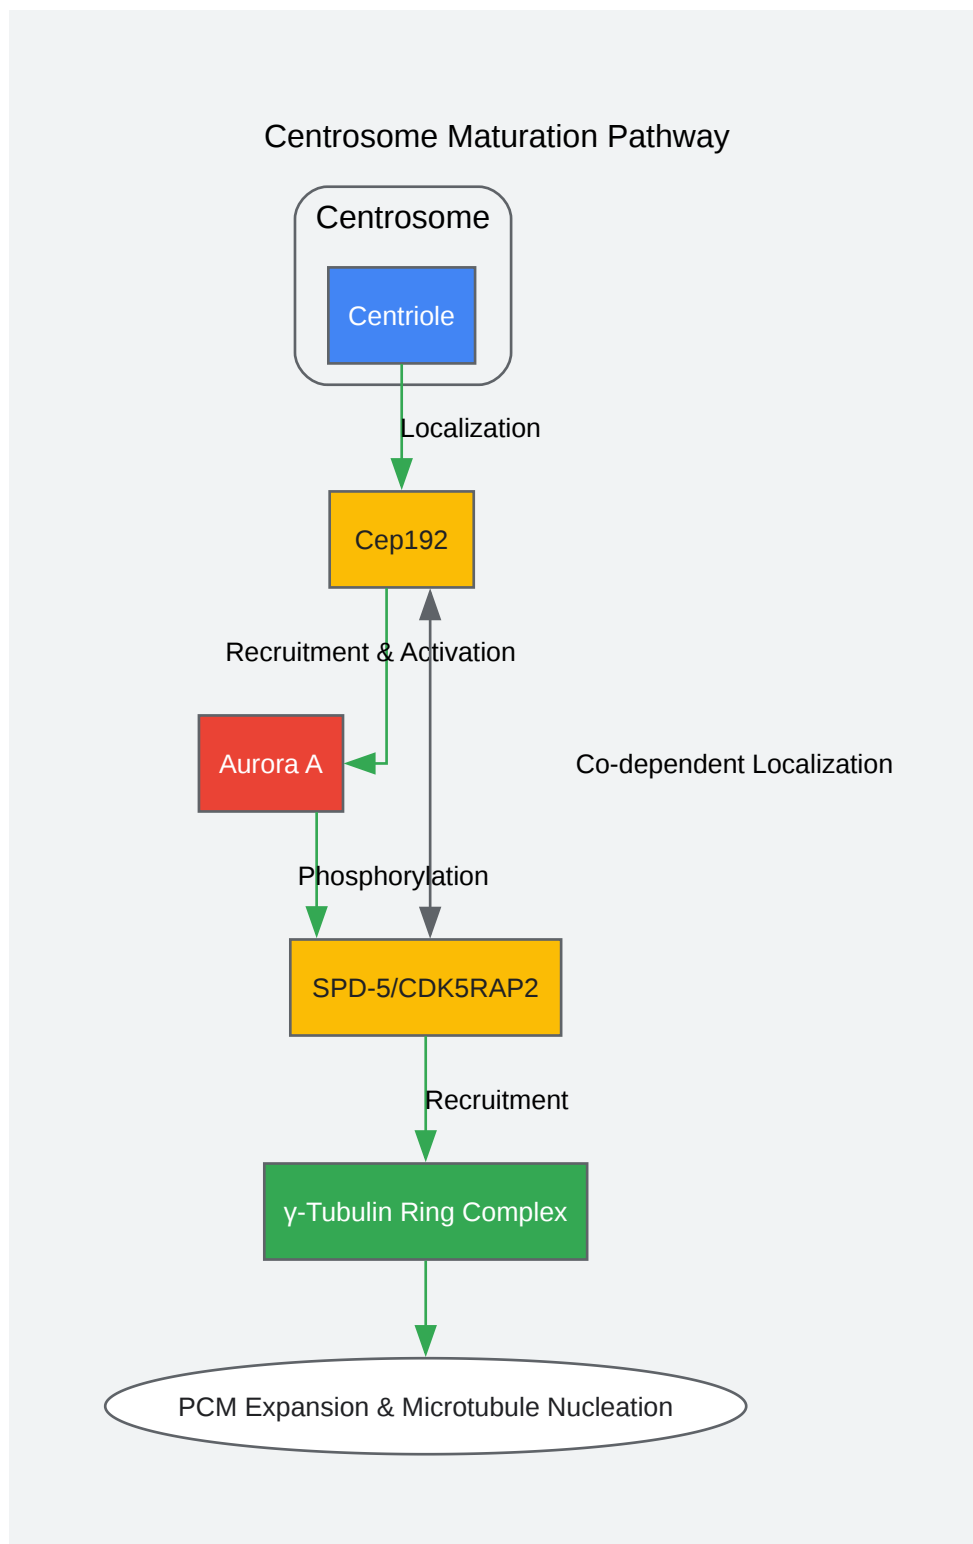 Centrosome Maturation Pathway
Centrosome
Centriole
Localization
Cep192
Recruitment & Activation
Aurora A
Co-dependent Localization
Phosphorylation
SPD-5/CDK5RAP2
Recruitment
γ-Tubulin Ring Complex
PCM Expansion & Microtubule Nucleation